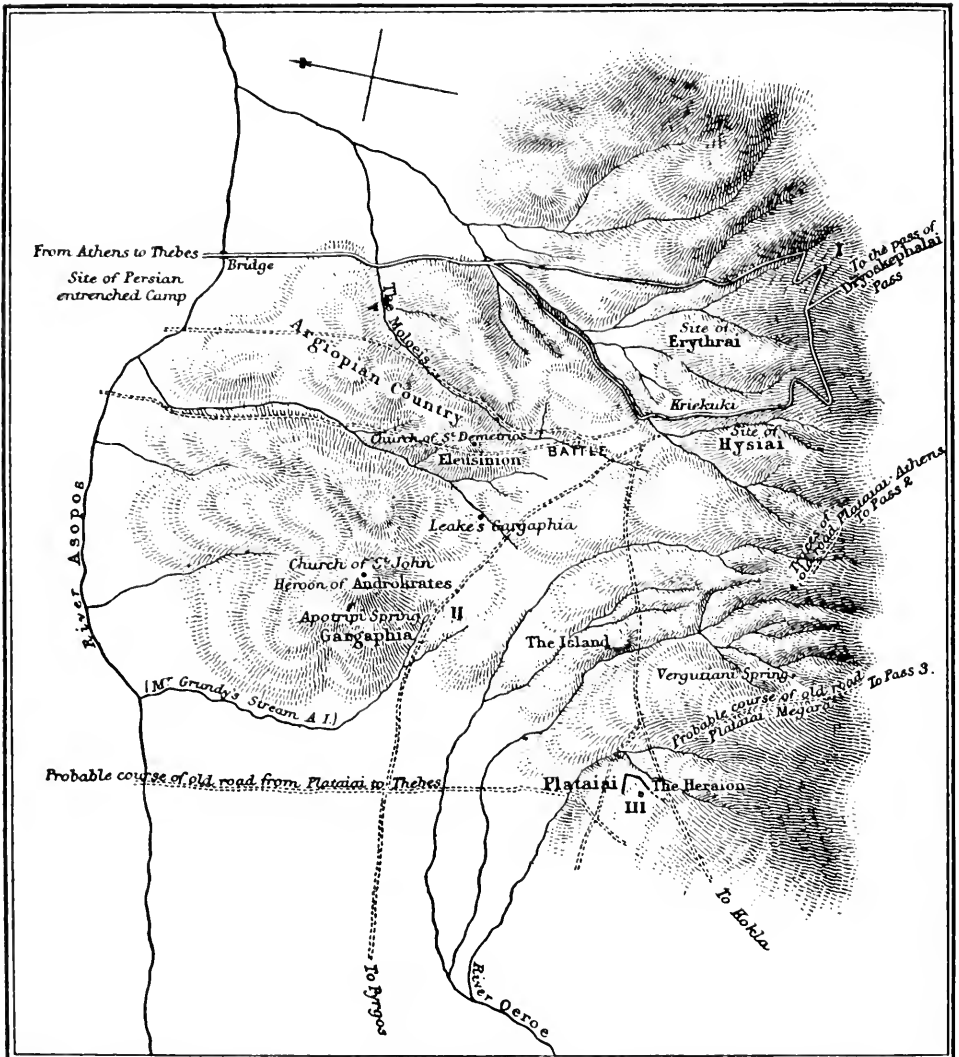 From Athens to Thebes
Bridge
Site of Persian
entrenched Camp
I
To the pass of
Dryoskephalai
Pass
The Moloeis
A
Argiopian Country
Site of
Erythrai
Kriekuki
Site of
Hysiai
Church of St. Demetrios
Eleusinion
BATTLE
Leake's Gargaphia
Traces of
old road, Plataiai Athens
To Pass 2
River Asopos
Church of St. John
Heroon of Androkrates
Apotripi Spring
Gargaphia
II
The Island
Vergutiani Spring
(Mr. Grundy's Stream A I.)
Probable course of old road To Pass 3.
Plataiai Megara
Probable course of old road from Plataiai to Thebes
Plataiai
The Heraion
III
To Kokla
To Pyrgos
River Oeroe